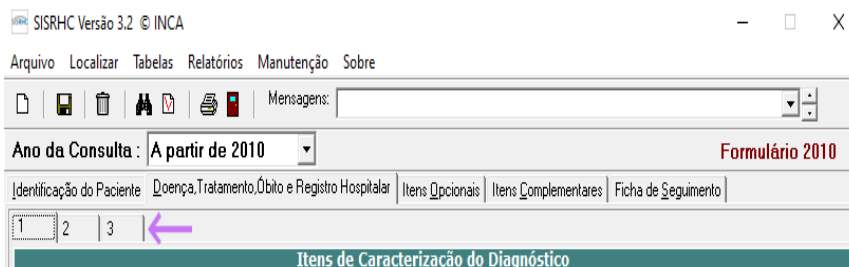 SISRHC Versão 3.2 © INCA
Arquivo Localizar Tabelas Relatórios Manutenção Sobre
Mensagens:
Ano da Consulta : A partir de 2010 Formulário 2010
Identificação do Paciente Doença,Tratamento,Óbito e Registro Hospitalar Itens Opcionais Itens Complementares Ficha de Seguimento
1 2 3
Itens de Caracterização do Diagnóstico